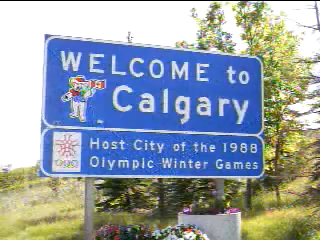 WELCOME to
Calgary
Host City of the 1988
Olympic Winter Games